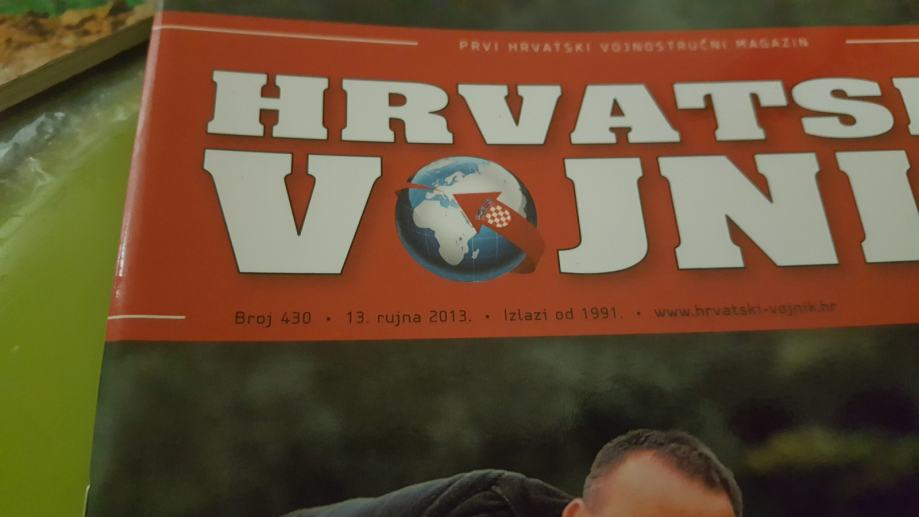 PRVI HRVATSKI VOJNOSTRUČNI MAGAZIN
HRVATS
VOJNI
Broj 430 • 13. rujna 2013. • Izlazi od 1991. • www.hrvatski-vojnik.hr